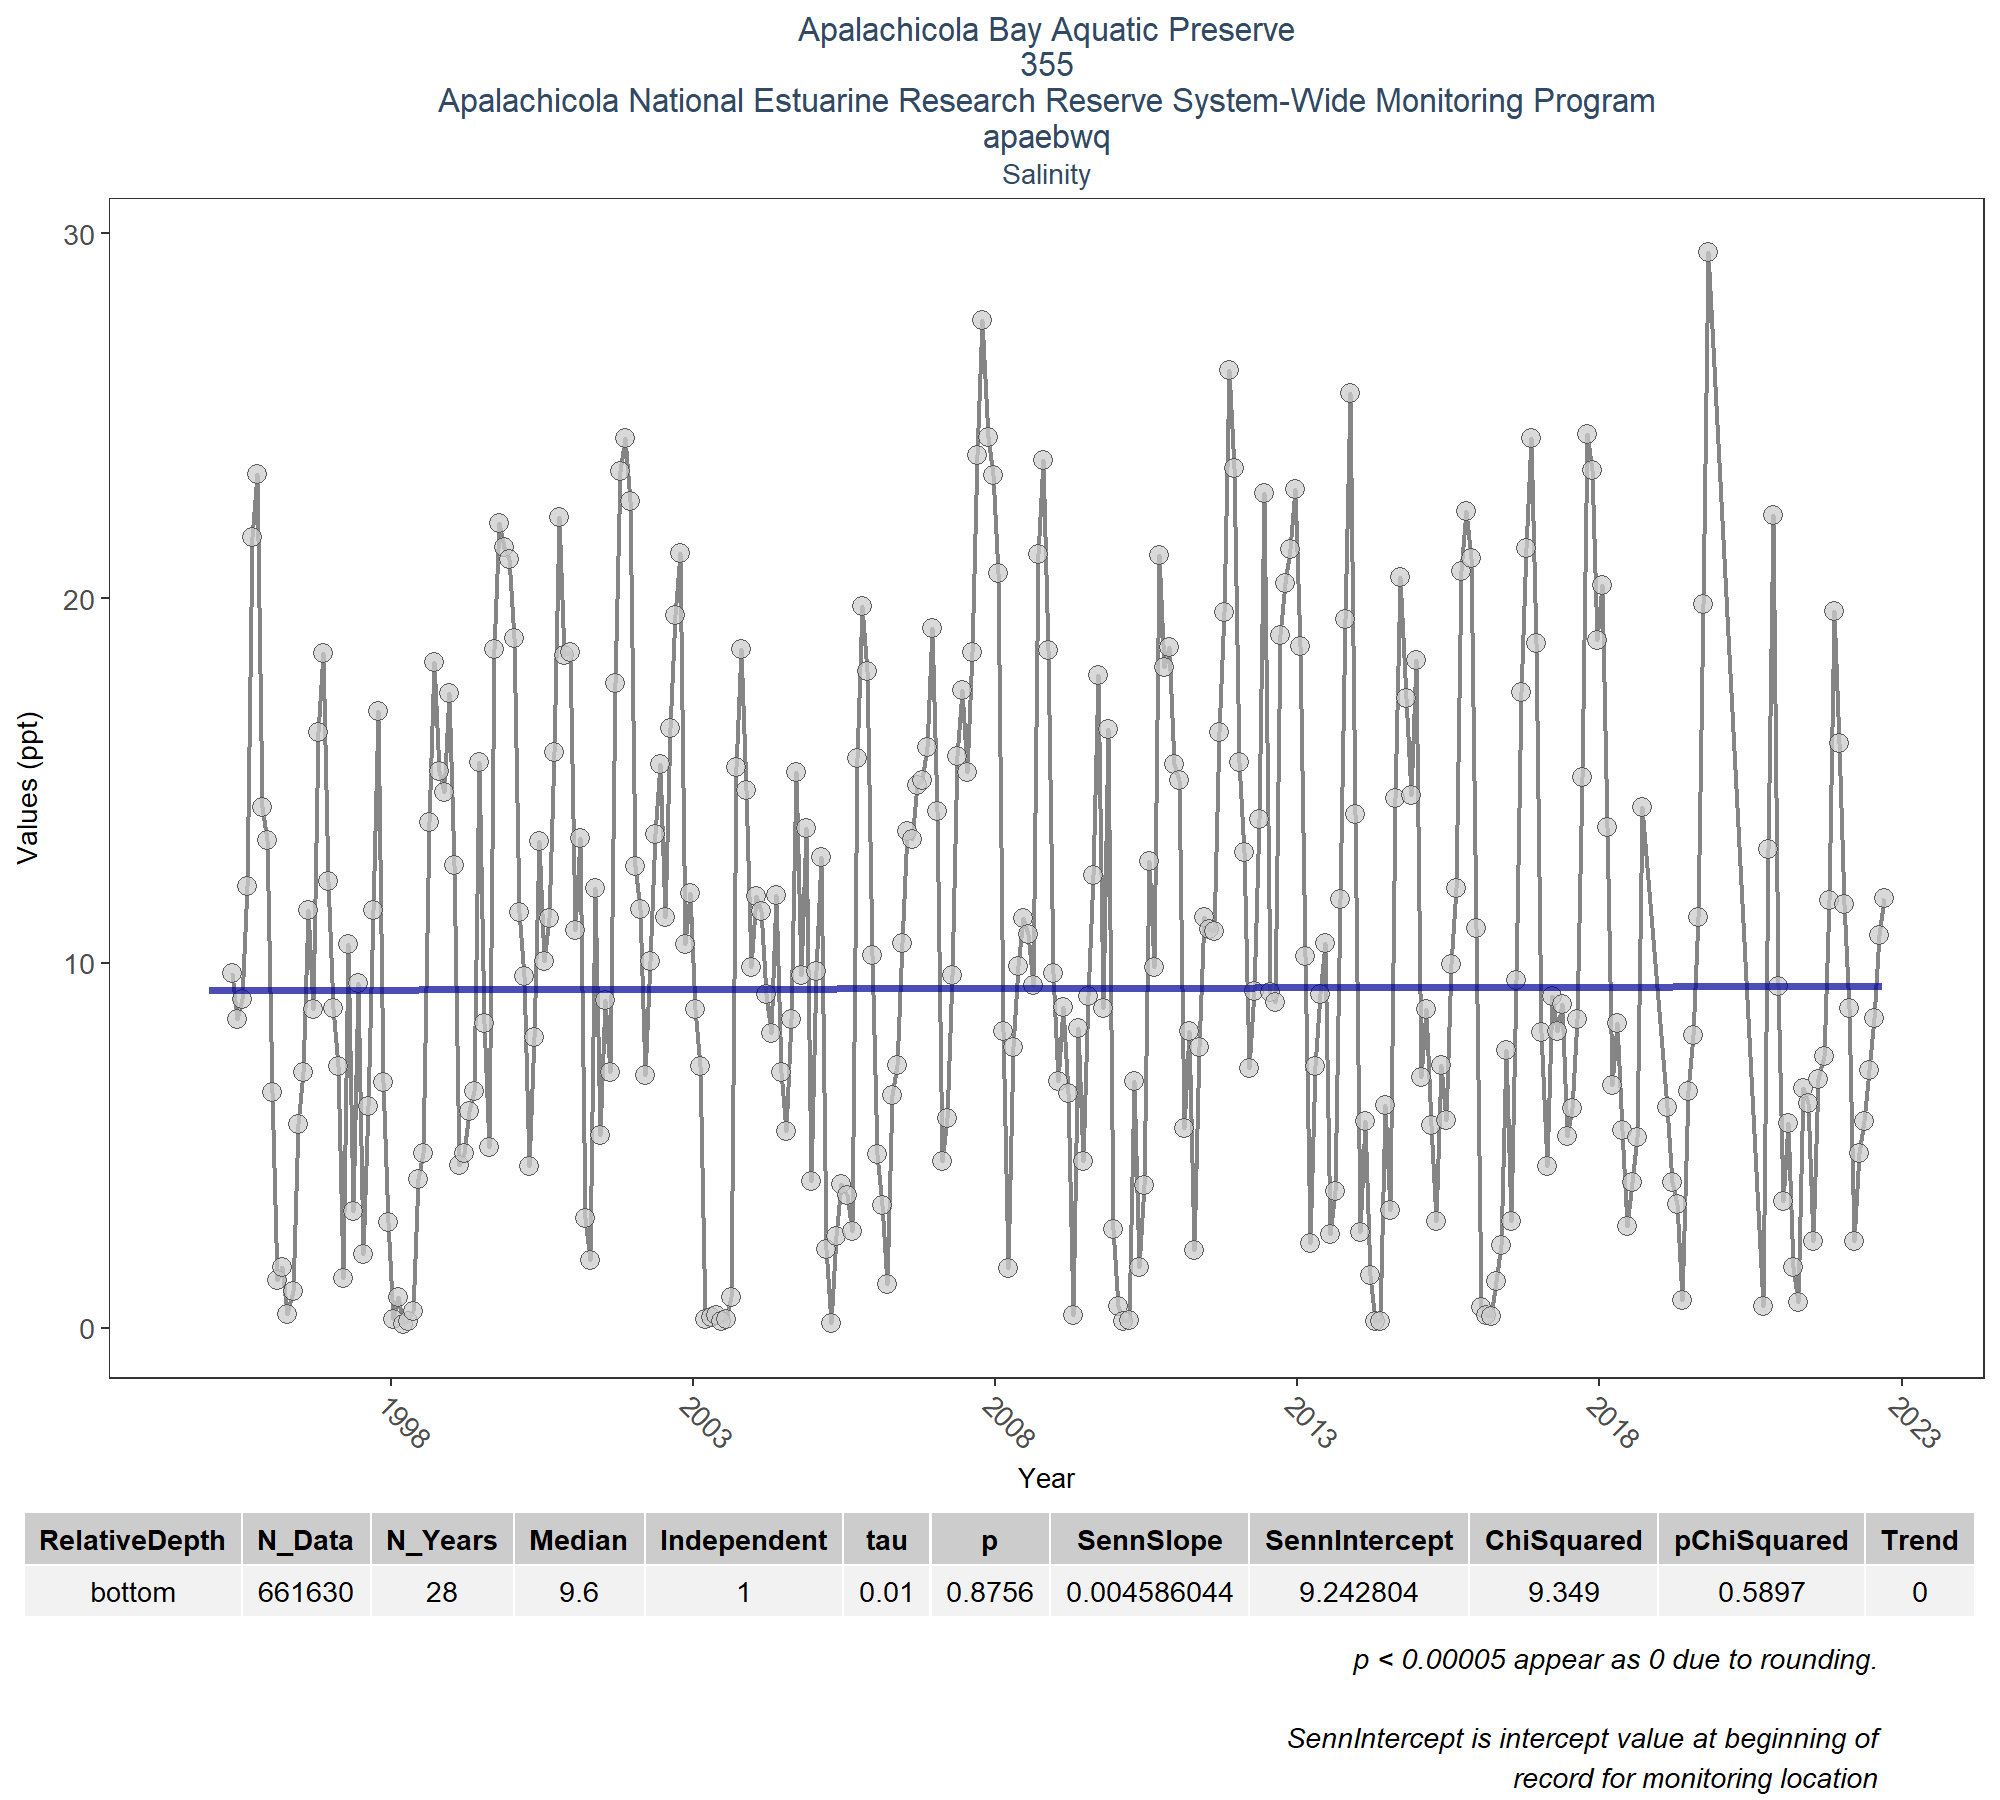 Apalachicola Bay Aquatic Preserve
355
Apalachicola National Estuarine Research Reserve System-Wide Monitoring Program
apaebwq
Salinity
30
20
10
0
Values (ppt)
1998 2003 2008 2013 2018 2023
Year
RelativeDepth N_Data N_Years Median Independent tau p SennSlope SennIntercept ChiSquared pChiSquared Trend
bottom 661630 28 9.6 1 0.01 0.8756 0.004586044 9.242804 9.349 0.5897 0
p < 0.00005 appear as 0 due to rounding.
SennIntercept is intercept value at beginning of
record for monitoring location